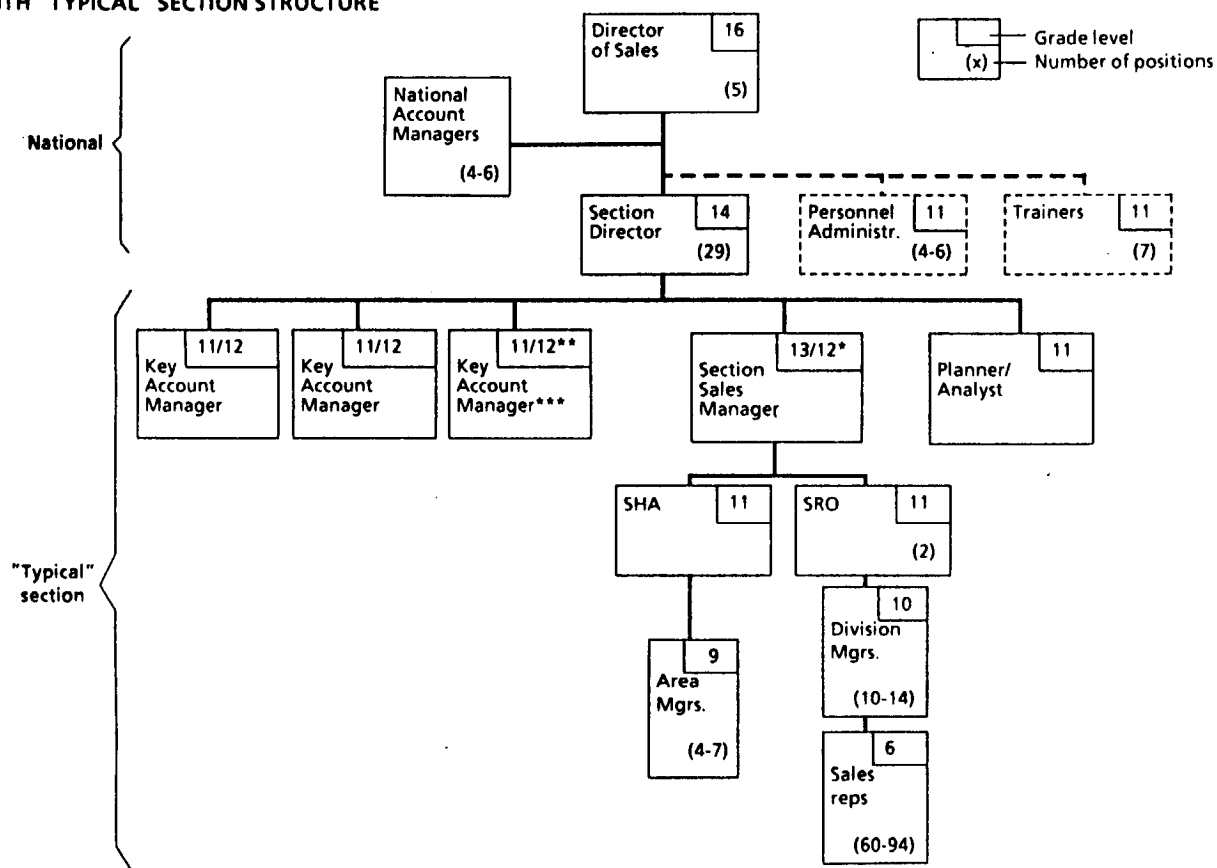 "TYPICAL" SECTION STRUCTURE
Director
of Sales
16
(5)
Grade level
(x)
Number of positions
National
National
Account
Managers
(4-6)
Section
Director
14
(29)
Personnel
Administr.
11
(4-6)
Trainers
11
(7)
11/12
Key
Account
Manager
11/12
Key
Account
Manager
11/12**
Key
Account
Manager***
13/12*
Section
Sales
Manager
11
Planner/
Analyst
"Typical"
section
SHA
11
SRO
11
(2)
9
Area
Mgrs.
(4-7)
10
Division
Mgrs.
(10-14)
6
Sales
reps
(60-94)